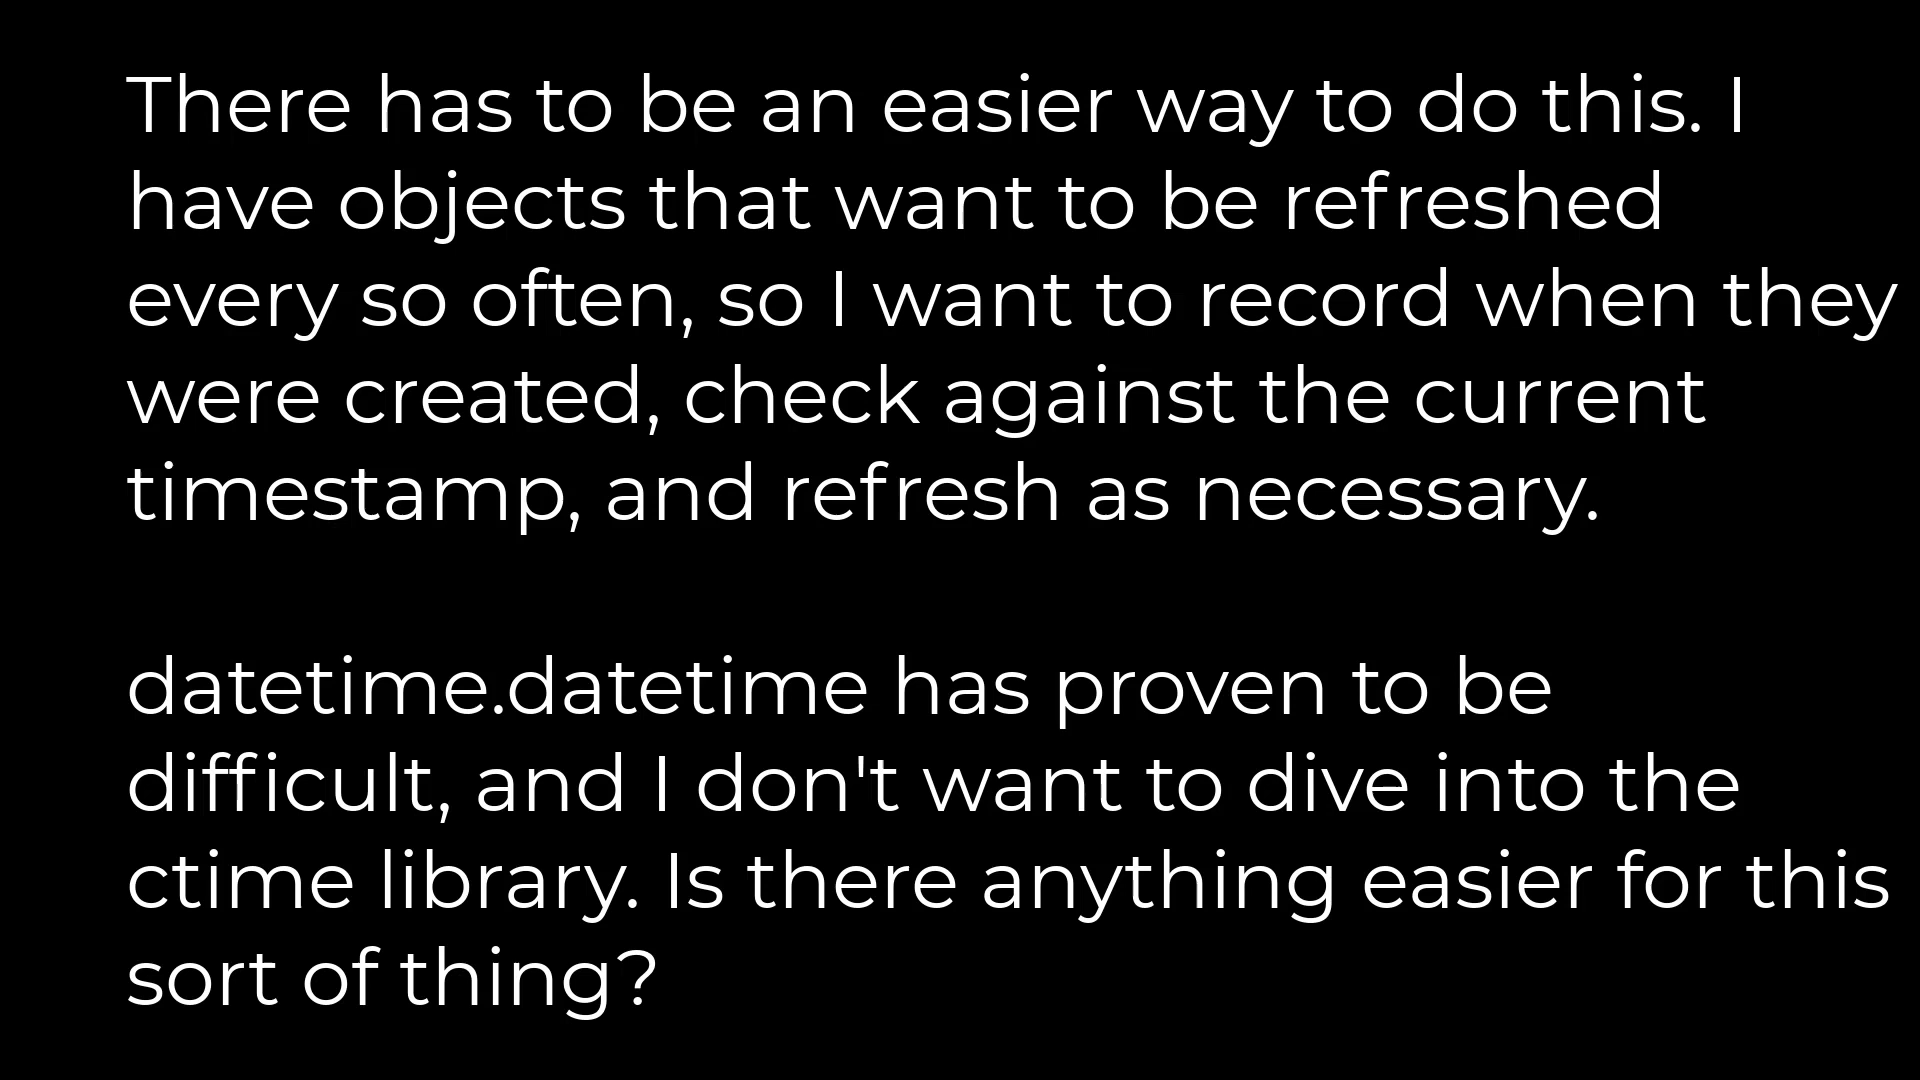 There has to be an easier way to do this. I
have objects that want to be refreshed
every so often, so I want to record when they
were created, check against the current
timestamp, and refresh as necessary.
datetime.datetime has proven to be
difficult, and I don't want to dive into the
ctime library. Is there anything easier for this
sort of thing?